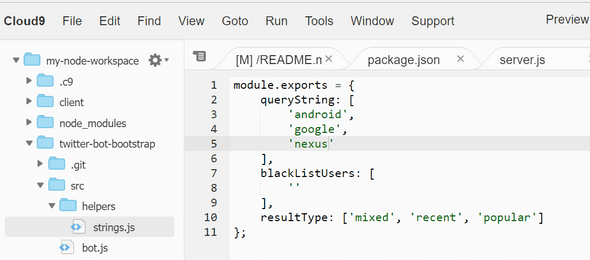 Cloud9 File Edit Find View Goto Run Tools Window Support Preview
my-node-workspace
.c9
client
node_modules
twitter-bot-bootstrap
.git
src
helpers
strings.js
bot.js
[M] /README.n package.json server.js
1 module.exports = {
2 queryString: [
3 'android',
4 'google',
5 'nexus'
6 ],
7 blackListUsers: [
8 ''
9 ],
10 resultType: ['mixed', 'recent', 'popular']
11 };